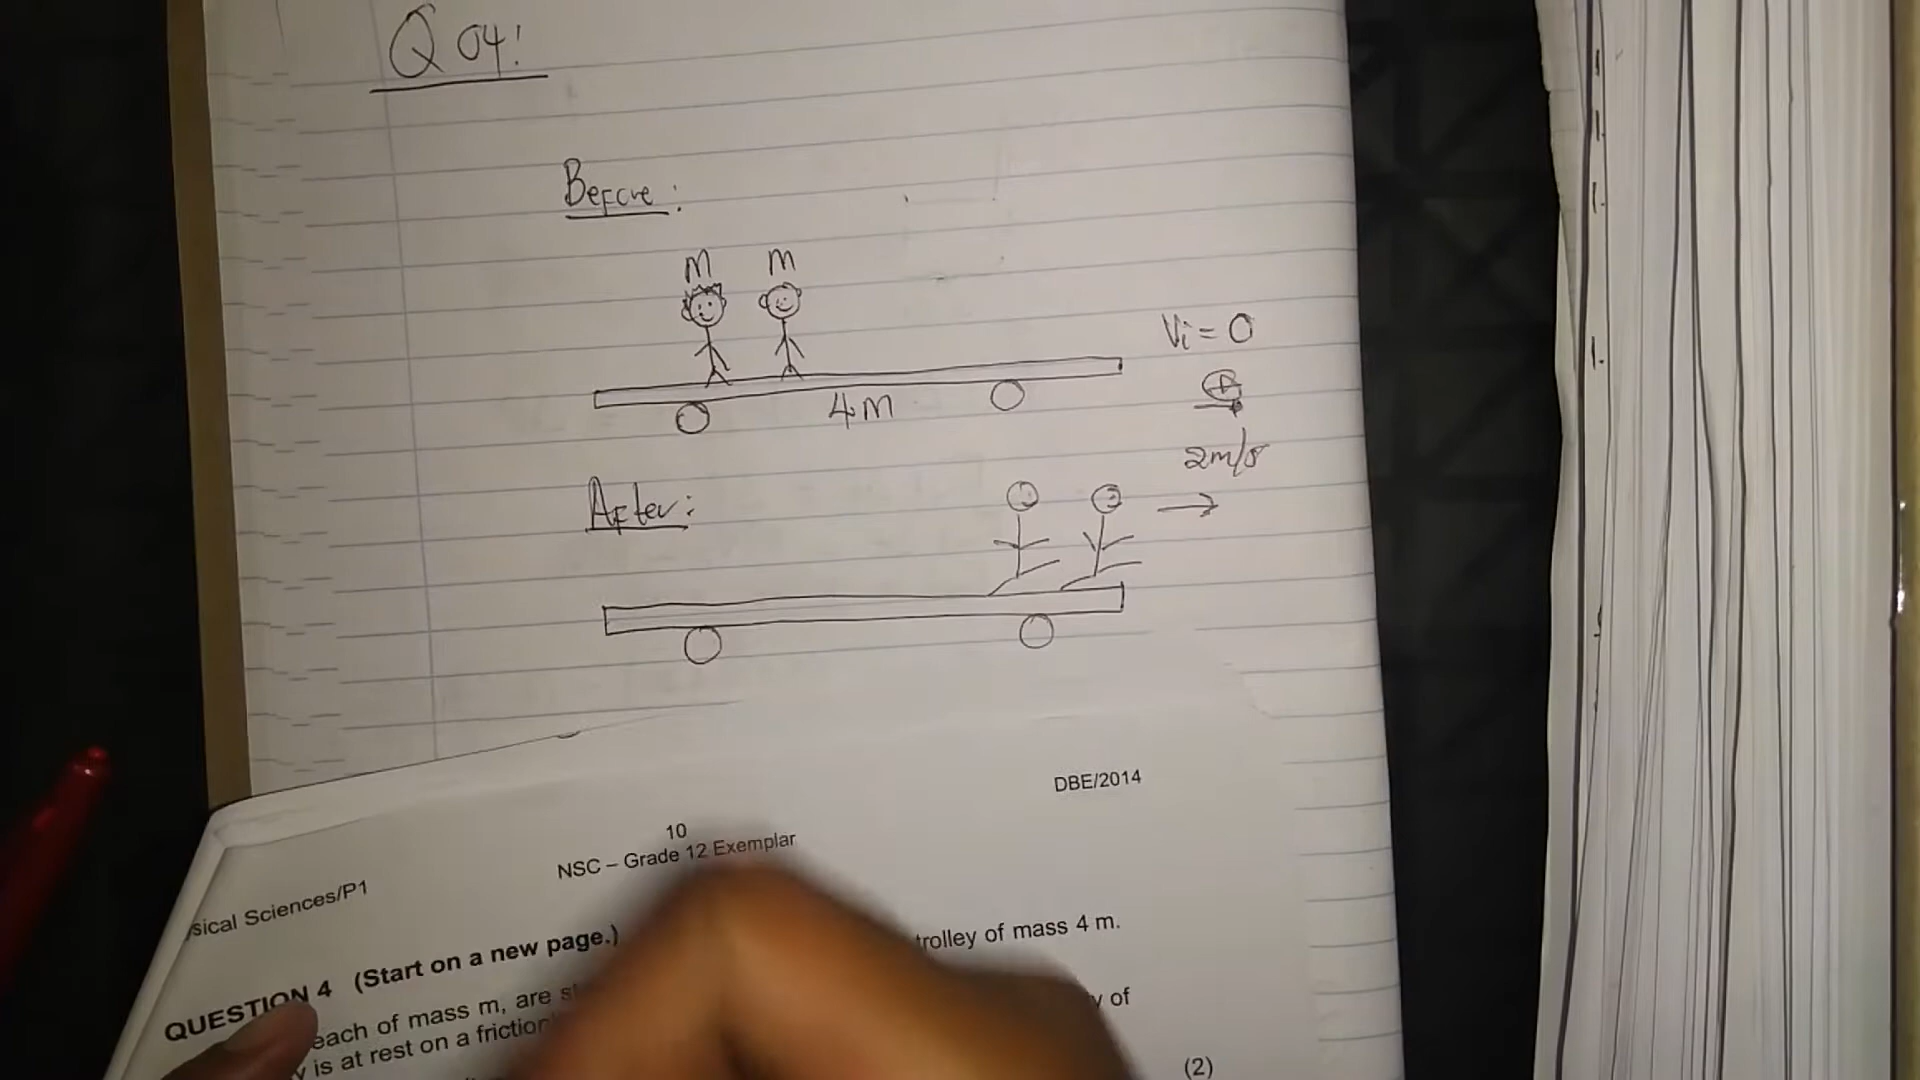 Q 04:
Before:
m m
Vi = 0
+
4m
2m/s
After:
DBE/2014
10
NSC – Grade 12 Exemplar
sical Sciences/P1
QUESTION 4 (Start on a new page.)
trolley of mass 4 m.
each of mass m, are
of
is at rest on a
(2)